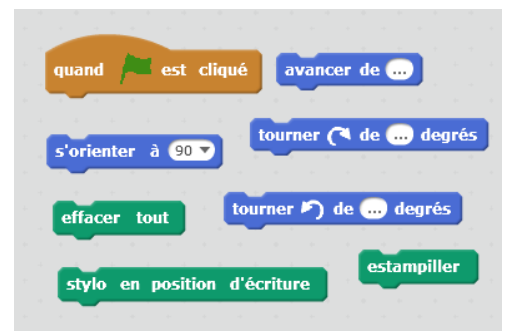 quand est cliqué
avancer de ...
tourner de ... degrés
s'orienter à 90
effacer tout
tourner de ... degrés
estampiller
stylo en position d'écriture